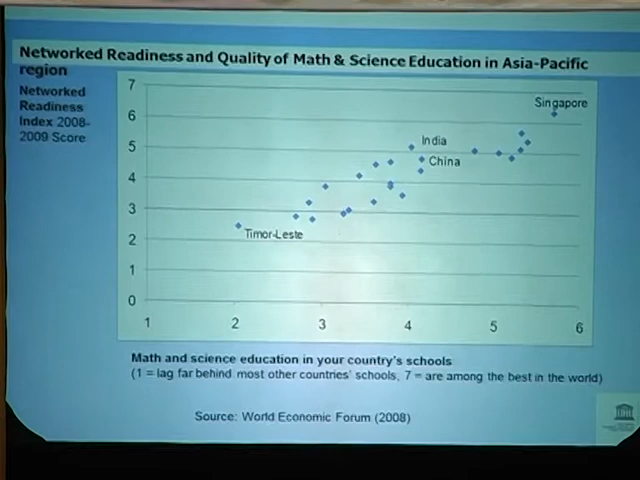 Networked Readiness and Quality of Math & Science Education in Asia-Pacific
region
Networked
Readiness
Index 2008-
2009 Score
7
6
5
4
3
2
1
0
Singapore
India
China
Timor-Leste
1 2 3 4 5 6
Math and science education in your country's schools
(1 = lag far behind most other countries' schools, 7 = are among the best in the world)
Source: World Economic Forum (2008)